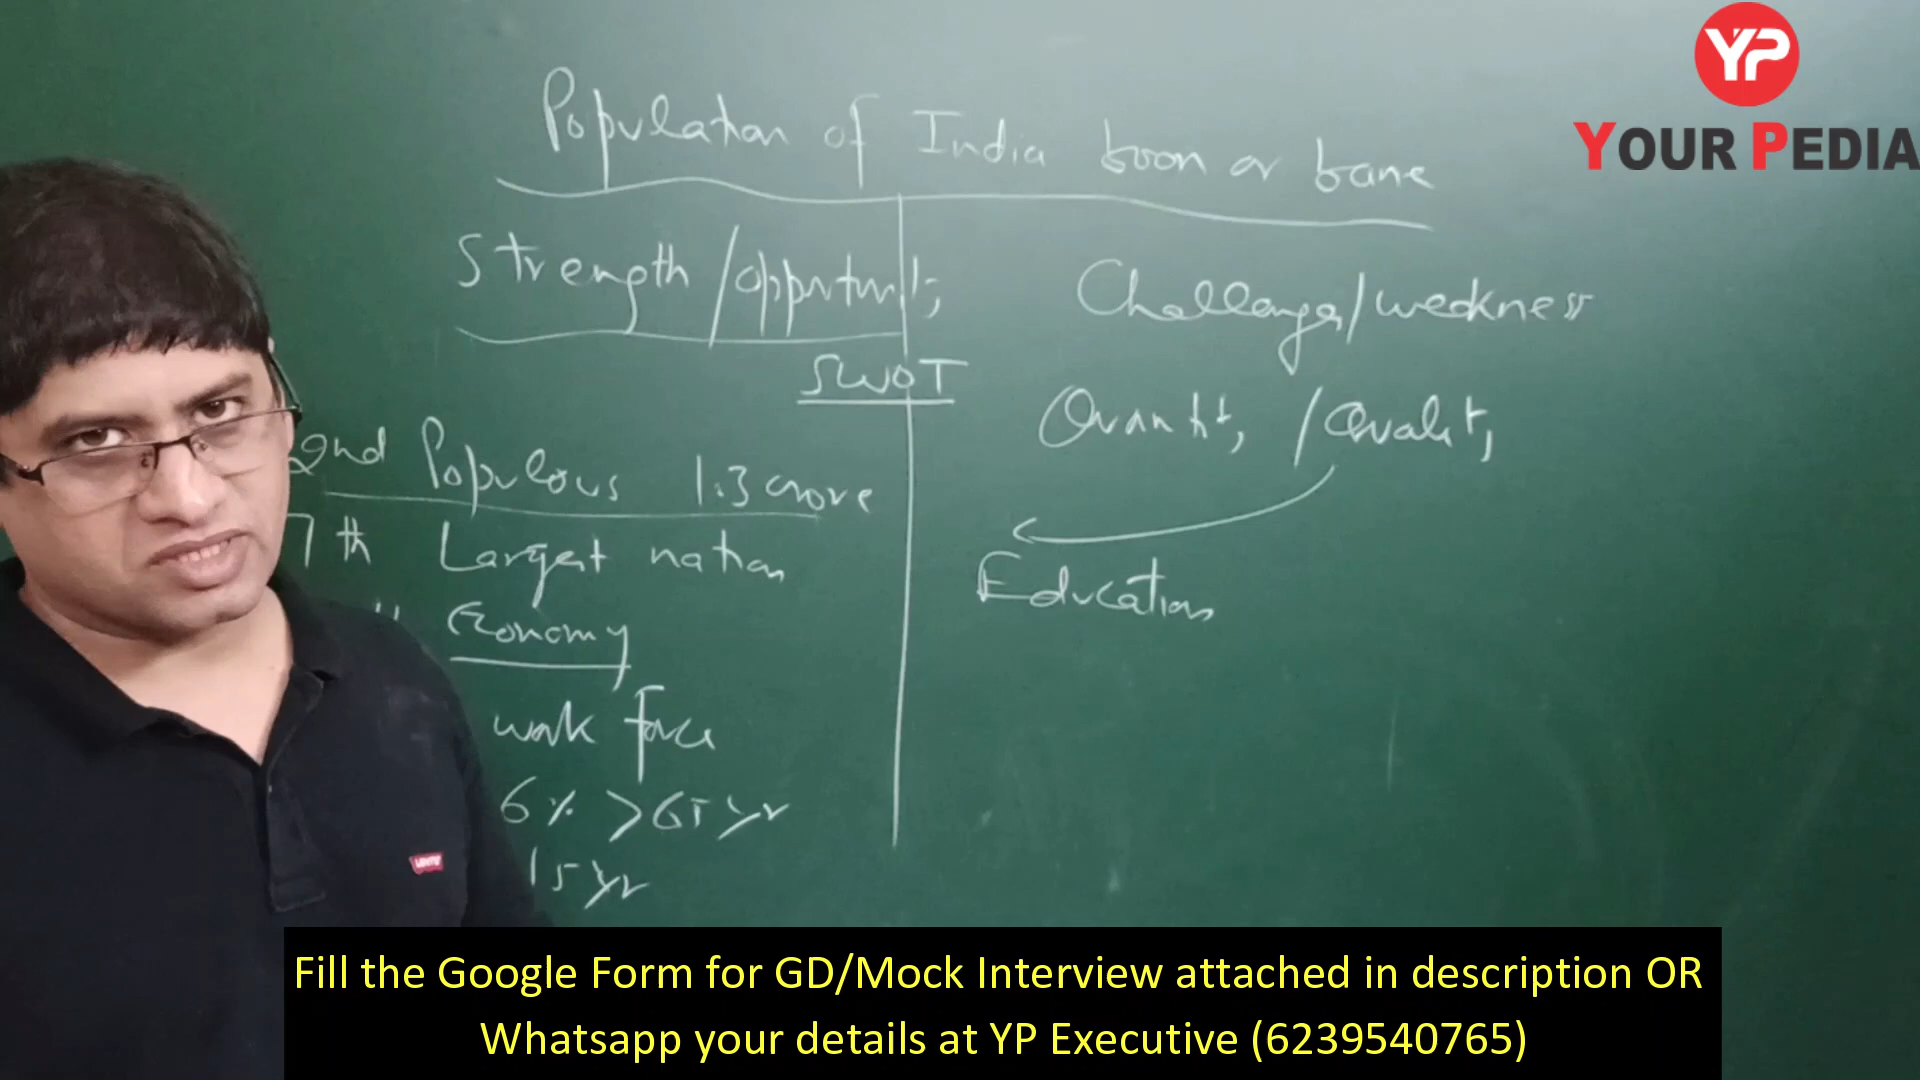 YP
YOUR PEDIA
Population of India boon or bane
Strength/opportunity
Challenges/weakness
SWOT
Quantity / Quality
2nd Populous 1.3 crore
7th Largest nation
Education
Economy
work force
6% > 65 yr
15 yr
Levi's
Fill the Google Form for GD/Mock Interview attached in description OR
Whatsapp your details at YP Executive (6239540765)